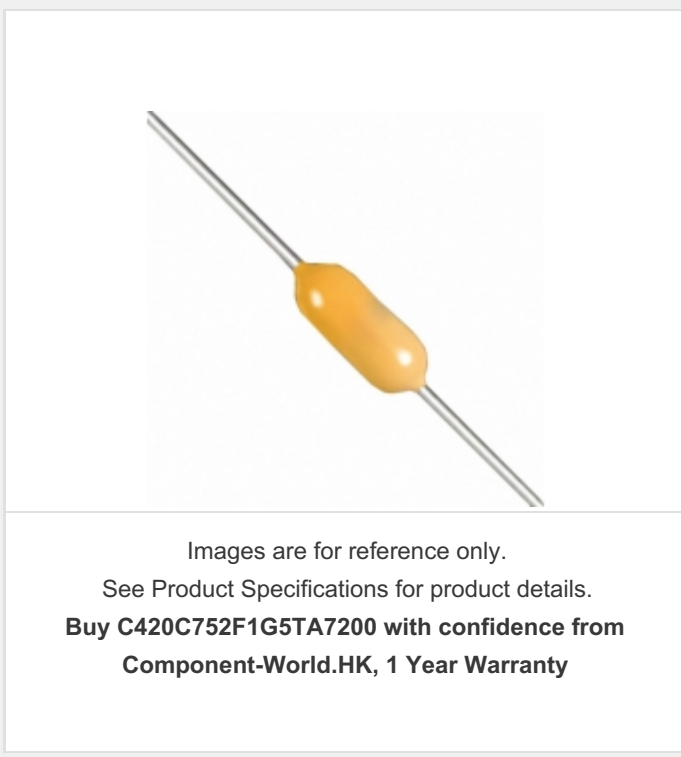 Images are for reference only.
See Product Specifications for product details.
Buy C420C752F1G5TA7200 with confidence from
Component-World.HK, 1 Year Warranty